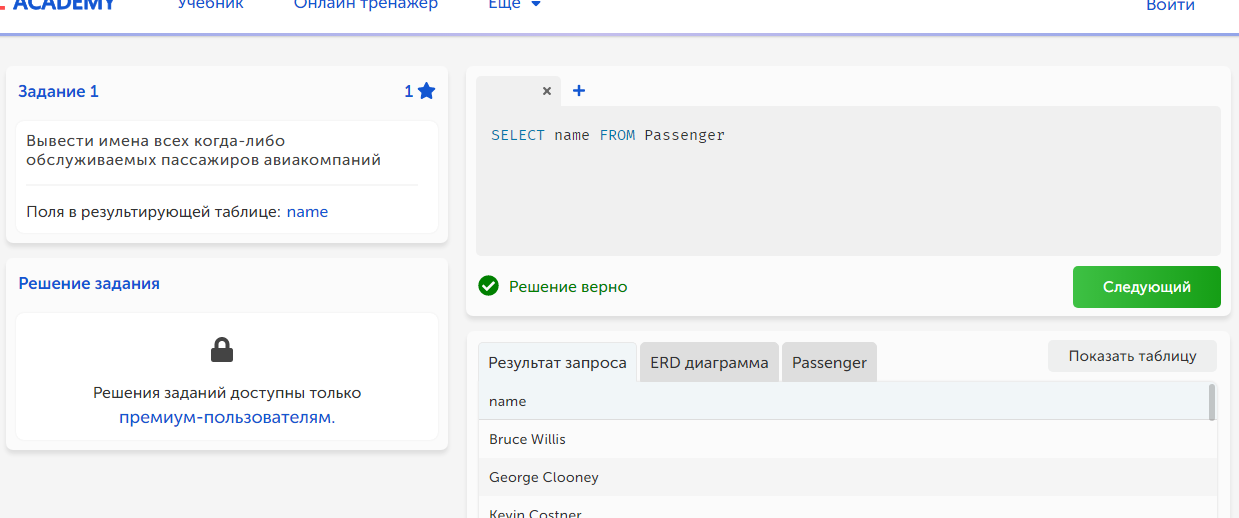 ACADEMY
Учебник
Онлайн тренажер
Еще
Войти
Задание 1
1
Вывести имена всех когда-либо
обслуживаемых пассажиров авиакомпаний
Поля в результирующей таблице: name
Решение задания
Решения заданий доступны только
премиум-пользователям.
SELECT name FROM Passenger
Решение верно
Следующий
Результат запроса
ERD диаграмма
Passenger
Показать таблицу
name
Bruce Willis
George Clooney
Kevin Costner